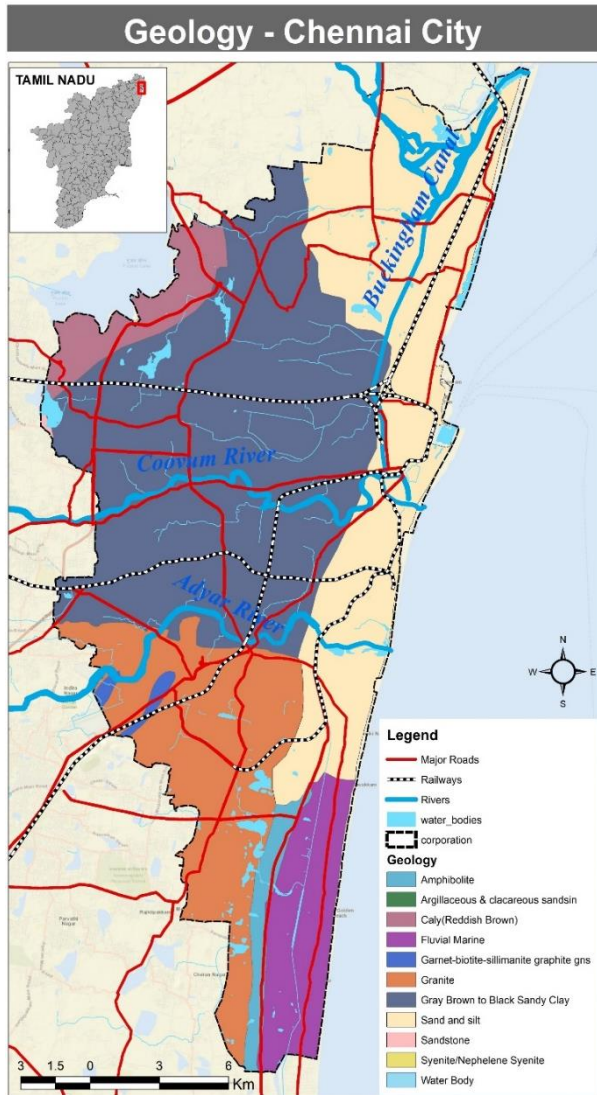 Geology - Chennai City
TAMIL NADU
Buckingham Canal
Coovum River
Adyar River
N
W E
S
Legend
Major Roads
Railways
Rivers
water_bodies
corporation
Geology
Amphibolite
Argillaceous & clacareous sandsin
Caly(Reddish Brown)
Fluvial Marine
Garnet-biotite-sillimanite graphite gns
Granite
Gray Brown to Black Sandy Clay
Sand and silt
Sandstone
Syenite/Nephelene Syenite
Water Body
3 1.5 0 3 6
Km